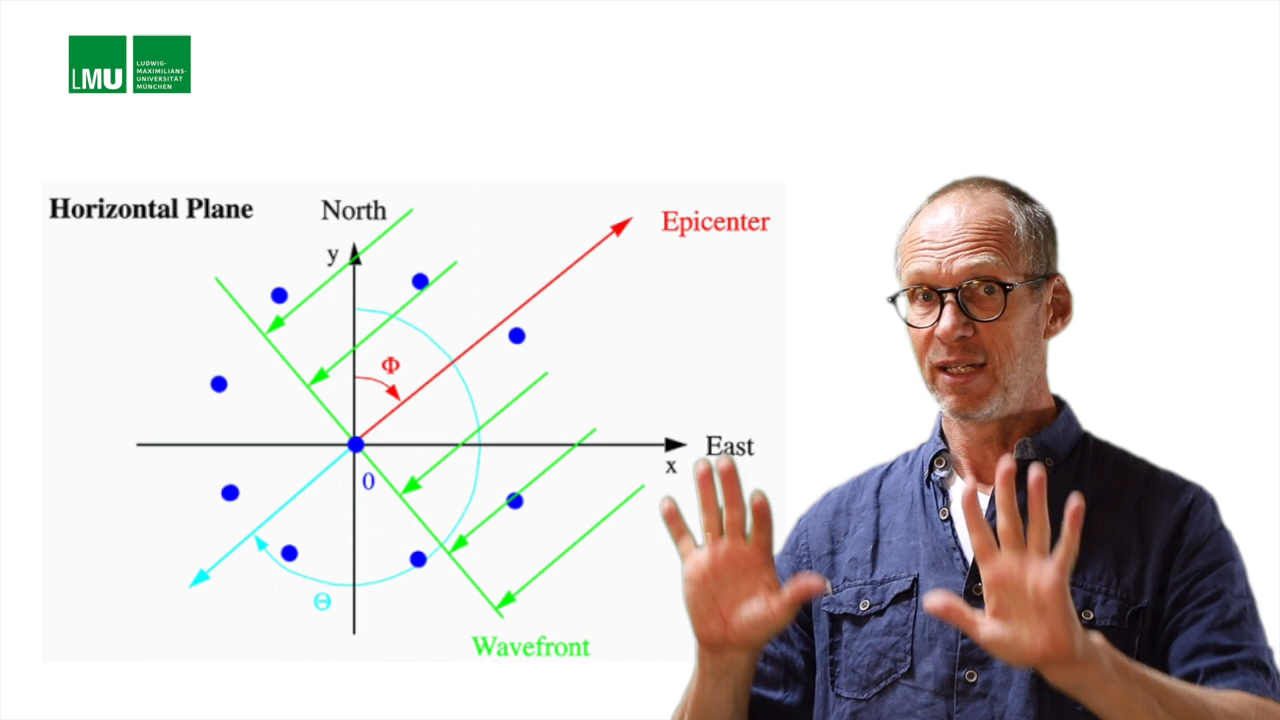 LMU
LUDWIG-
MAXIMILIANS-
UNIVERSITÄT
MÜNCHEN
Horizontal Plane
North
Epicenter
y
Φ
East
x
0
Θ
Wavefront